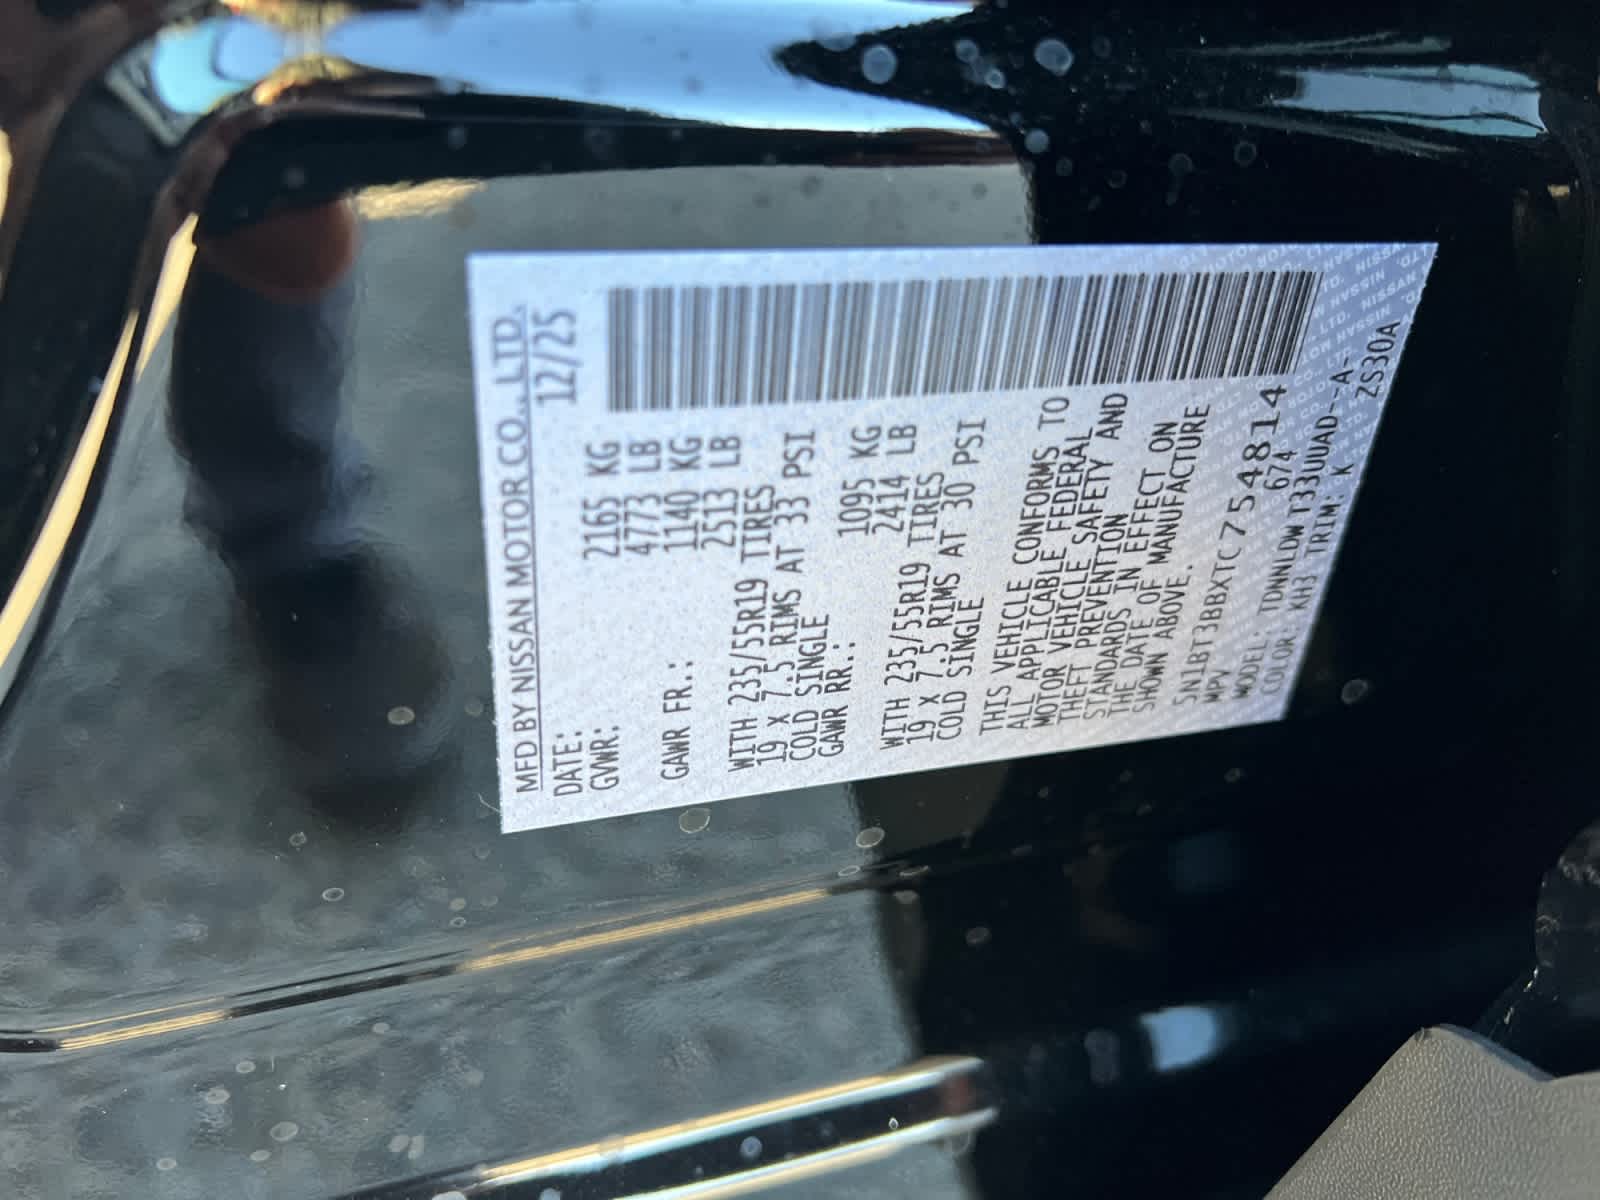 MFD BY NISSAN MOTOR CO., LTD.
DATE: 12/25
GVWR: 2165 KG
4773 LB
GAWR FR.: 1140 KG
2513 LB
WITH 235/55R19 TIRES
19 X 7.5 RIMS AT 33 PSI
COLD SINGLE
GAWR RR.: 1095 KG
2414 LB
WITH 235/55R19 TIRES
19 X 7.5 RIMS AT 30 PSI
COLD SINGLE
THIS VEHICLE CONFORMS TO
ALL APPLICABLE FEDERAL
MOTOR VEHICLE SAFETY AND
THEFT PREVENTION
STANDARDS IN EFFECT ON
THE DATE OF MANUFACTURE
SHOWN ABOVE.
5N1BT3BBXTC754814
MPV 674
MODEL: TDWNLDWT33UUAD--A-
COLOR: KH3 TRIM: K ZS30A